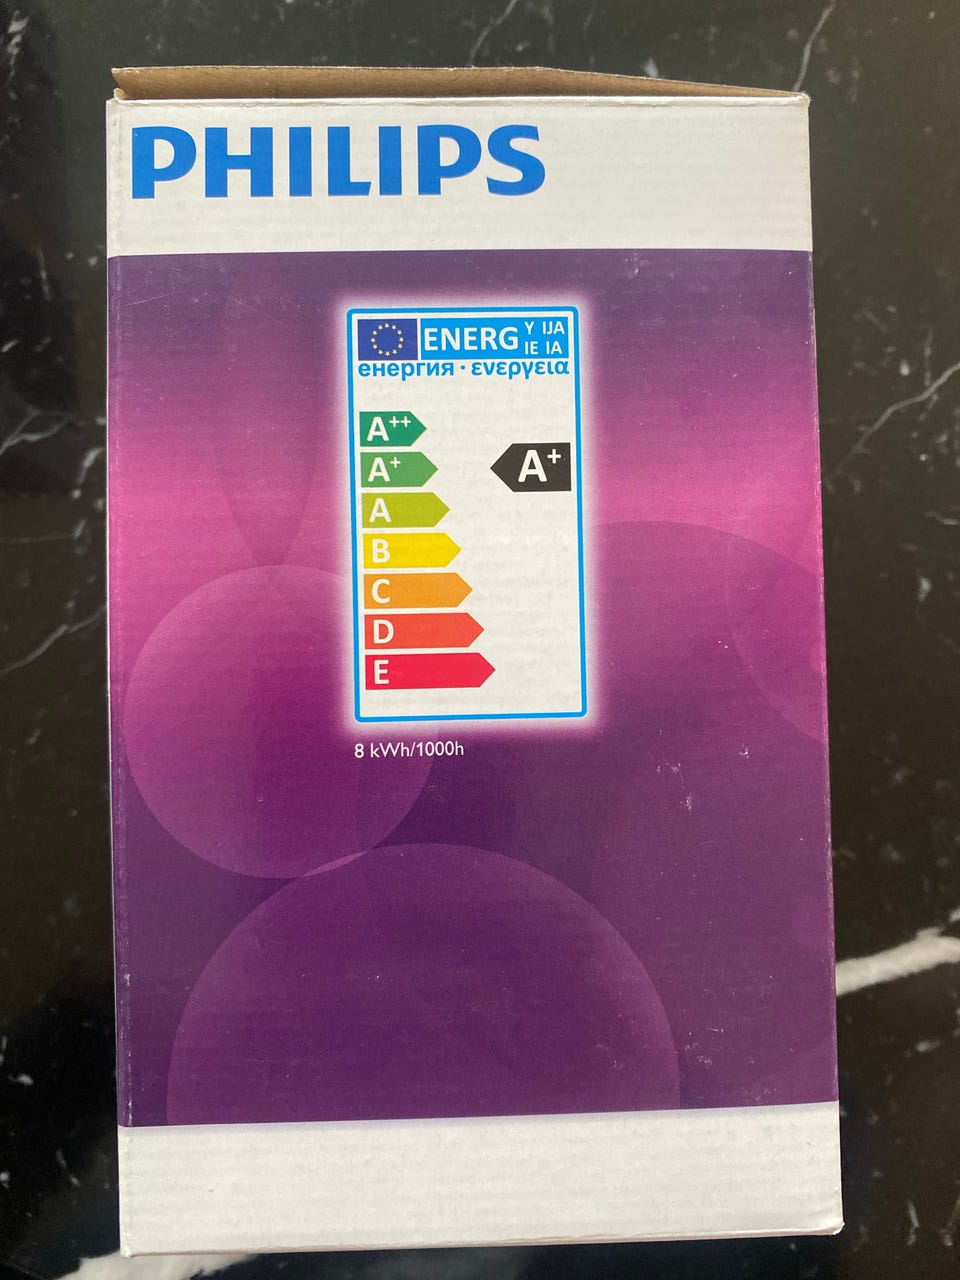 PHILIPS
ENERG Y IJA
IE IA
енергия · ενεργεια
A++
A+ A+
A
B
C
D
E
8 kWh/1000h